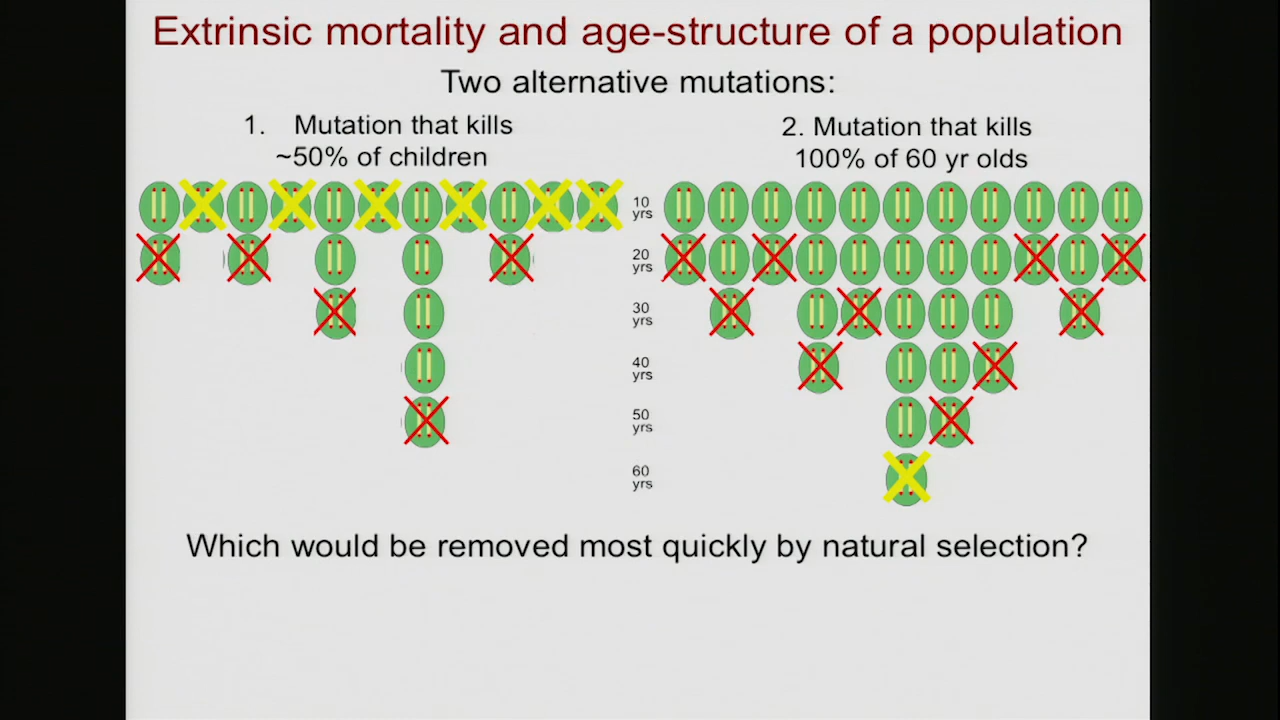 Extrinsic mortality and age-structure of a population
Two alternative mutations:
1. Mutation that kills
~50% of children
2. Mutation that kills
100% of 60 yr olds
10
yrs
20
yrs
30
yrs
40
yrs
50
yrs
60
yrs
Which would be removed most quickly by natural selection?